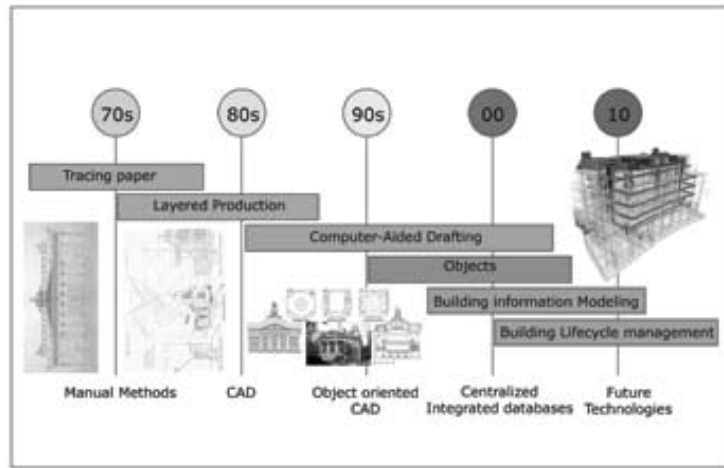 70s
80s
90s
00
10
Tracing paper
Layered Production
Computer-Aided Drafting
Objects
Building information Modeling
Building Lifecycle management
Manual Methods
CAD
Object oriented
CAD
Centralized
Integrated databases
Future
Technologies